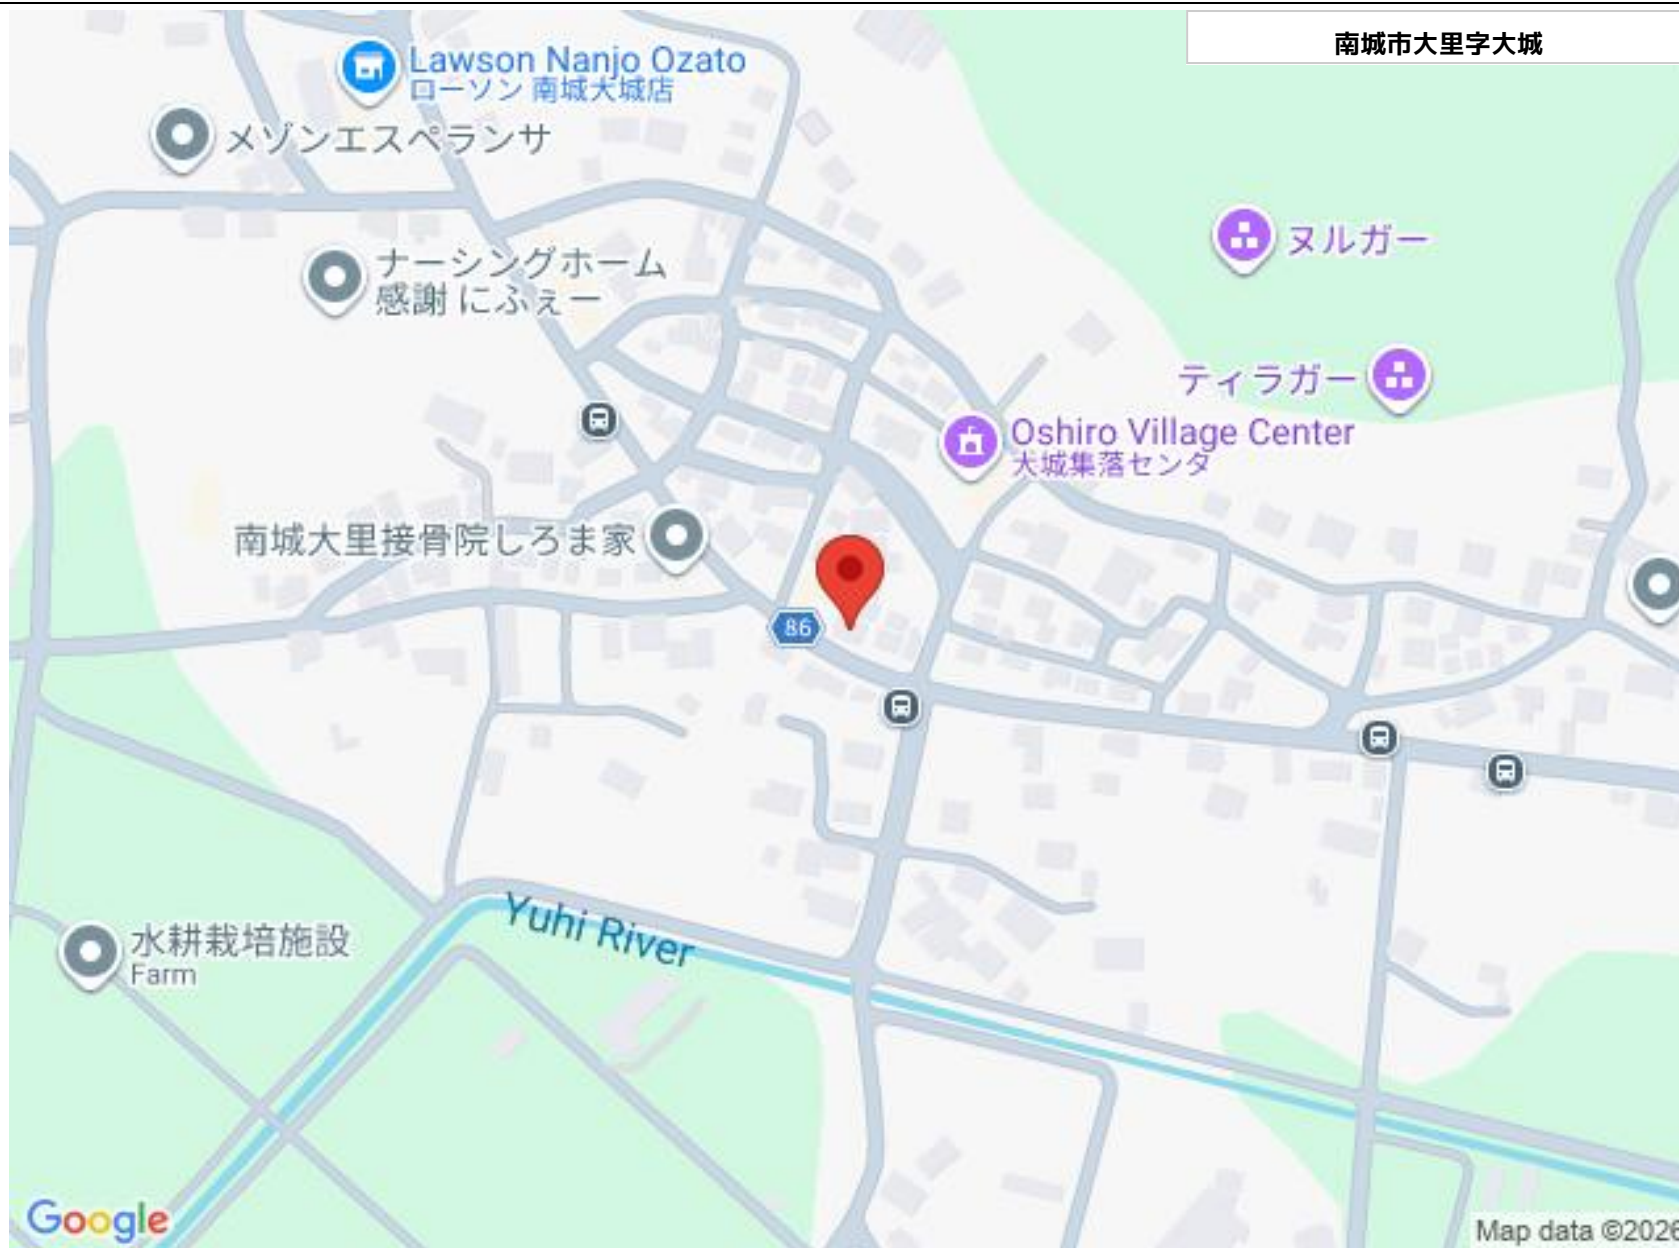 南城市大里字大城
Lawson Nanjo Ozato
ローソン 南城大城店
メゾンエスペランサ
ヌルガー
ナーシングホーム
感謝 にふぇー
ティラガー
Oshiro Village Center
大城集落センタ
南城大里接骨院しろま家
86
Yuhi River
水耕栽培施設
Farm
Google
Map data ©2026